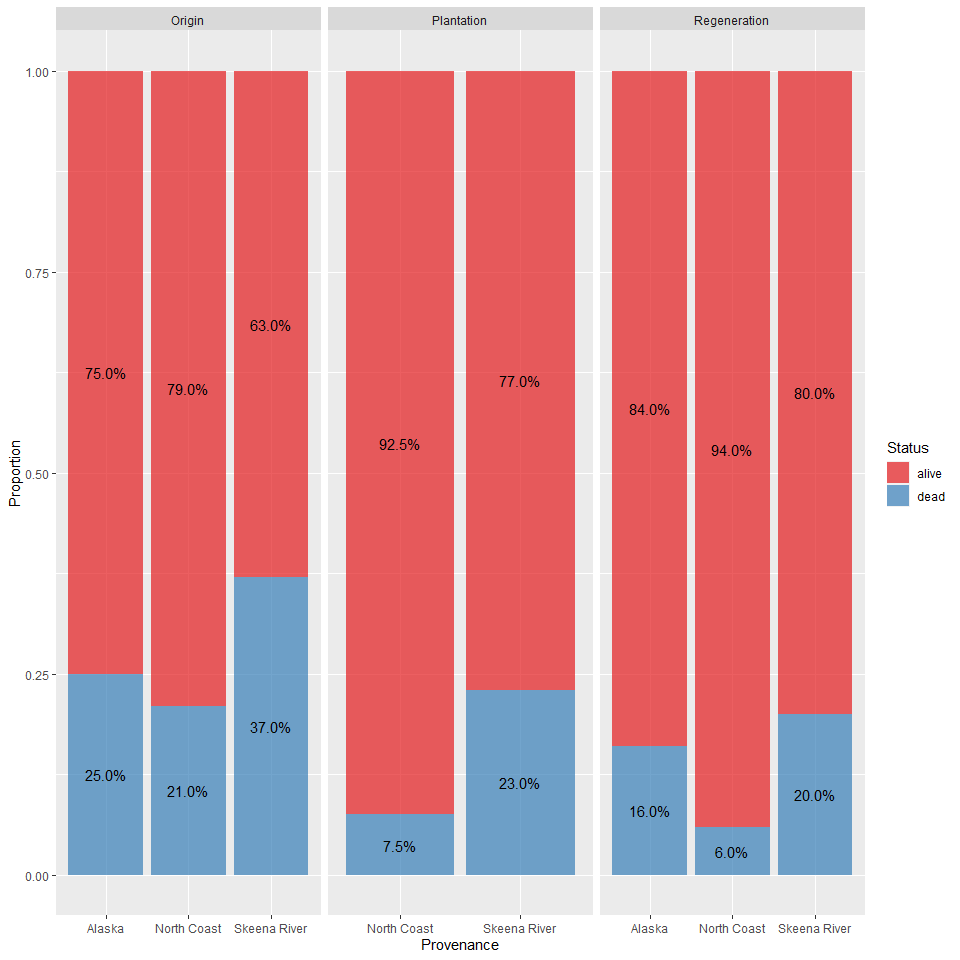 Origin Plantation Regeneration
1.00
0.75
0.50
0.25
0.00
Proportion
75.0% 79.0% 63.0%
25.0% 21.0% 37.0%
92.5% 77.0%
7.5% 23.0%
84.0% 94.0% 80.0%
16.0% 6.0% 20.0%
Alaska North Coast Skeena River
North Coast Skeena River
Alaska North Coast Skeena River
Provenance
Status
alive
dead